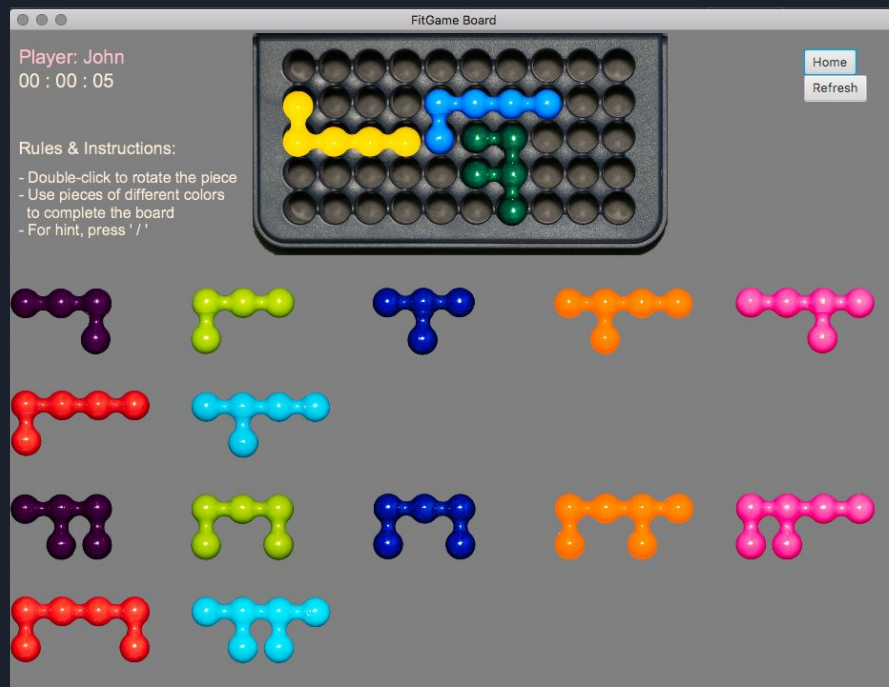 FitGame Board
Player: John
00 : 00 : 05
Home
Refresh
Rules & Instructions:
- Double-click to rotate the piece
- Use pieces of different colors
to complete the board
- For hint, press ' / '